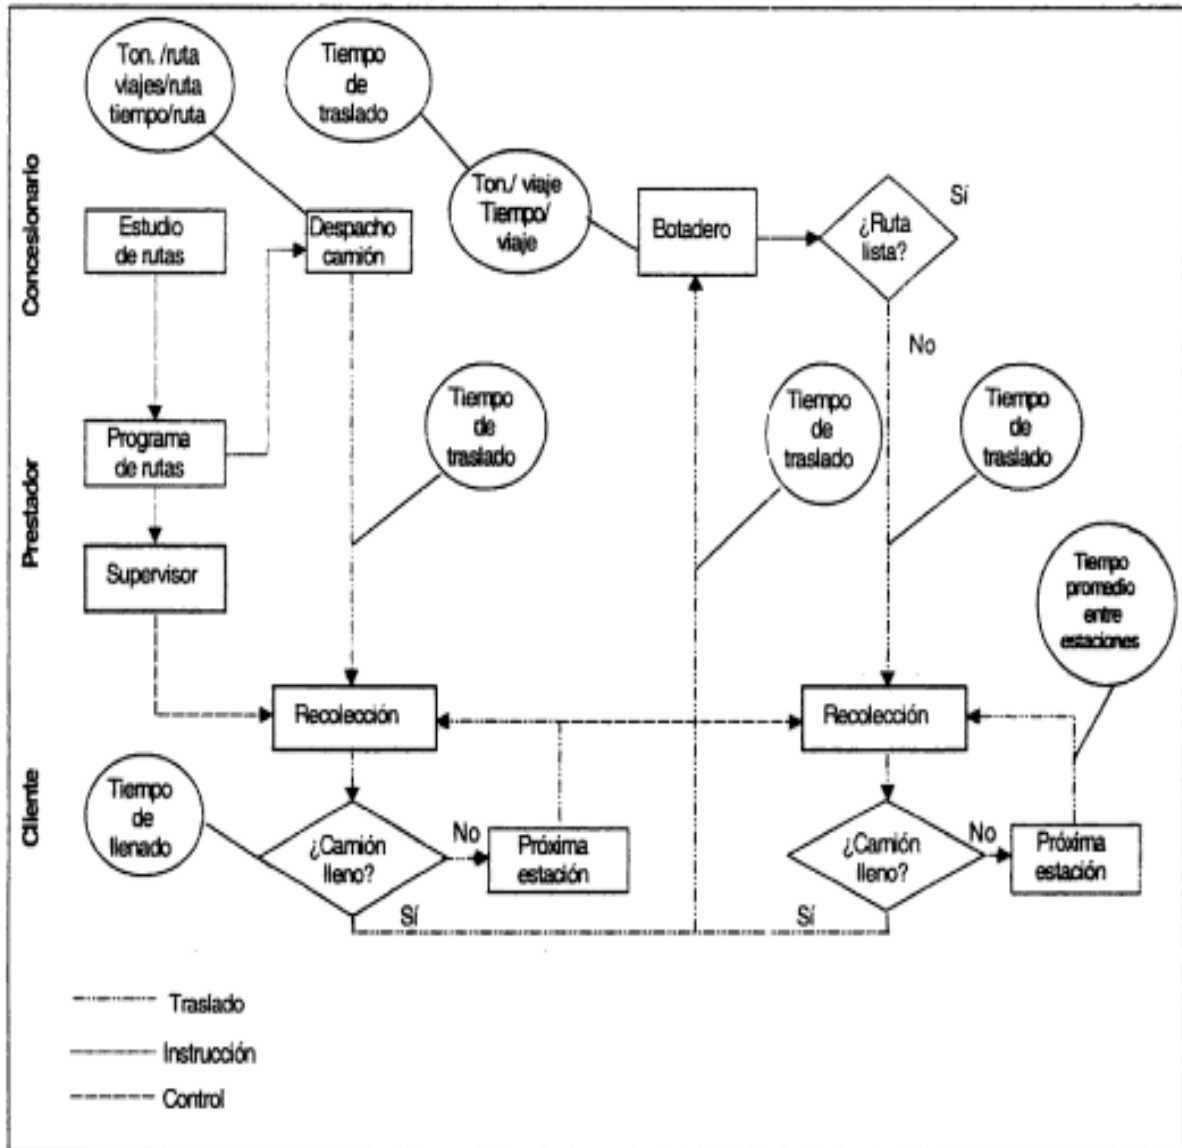 Ton. /ruta
viajes/ruta
tiempo/ruta
Tiempo
de
traslado
Concesionario
Ton./ viaje
Tiempo/
viaje
Estudio
de rutas
Despacho
camión
Botadero
¿Ruta
lista?
Sí
No
Prestador
Programa
de rutas
Tiempo
de
traslado
Tiempo
de
traslado
Tiempo
de
traslado
Supervisor
Tiempo
promedio
entre
estaciones
Cliente
Recolección
Recolección
Tiempo
de
llenado
¿Camión
lleno?
No
Próxima
estación
Sí
¿Camión
lleno?
No
Próxima
estación
Sí
Traslado
Instrucción
Control